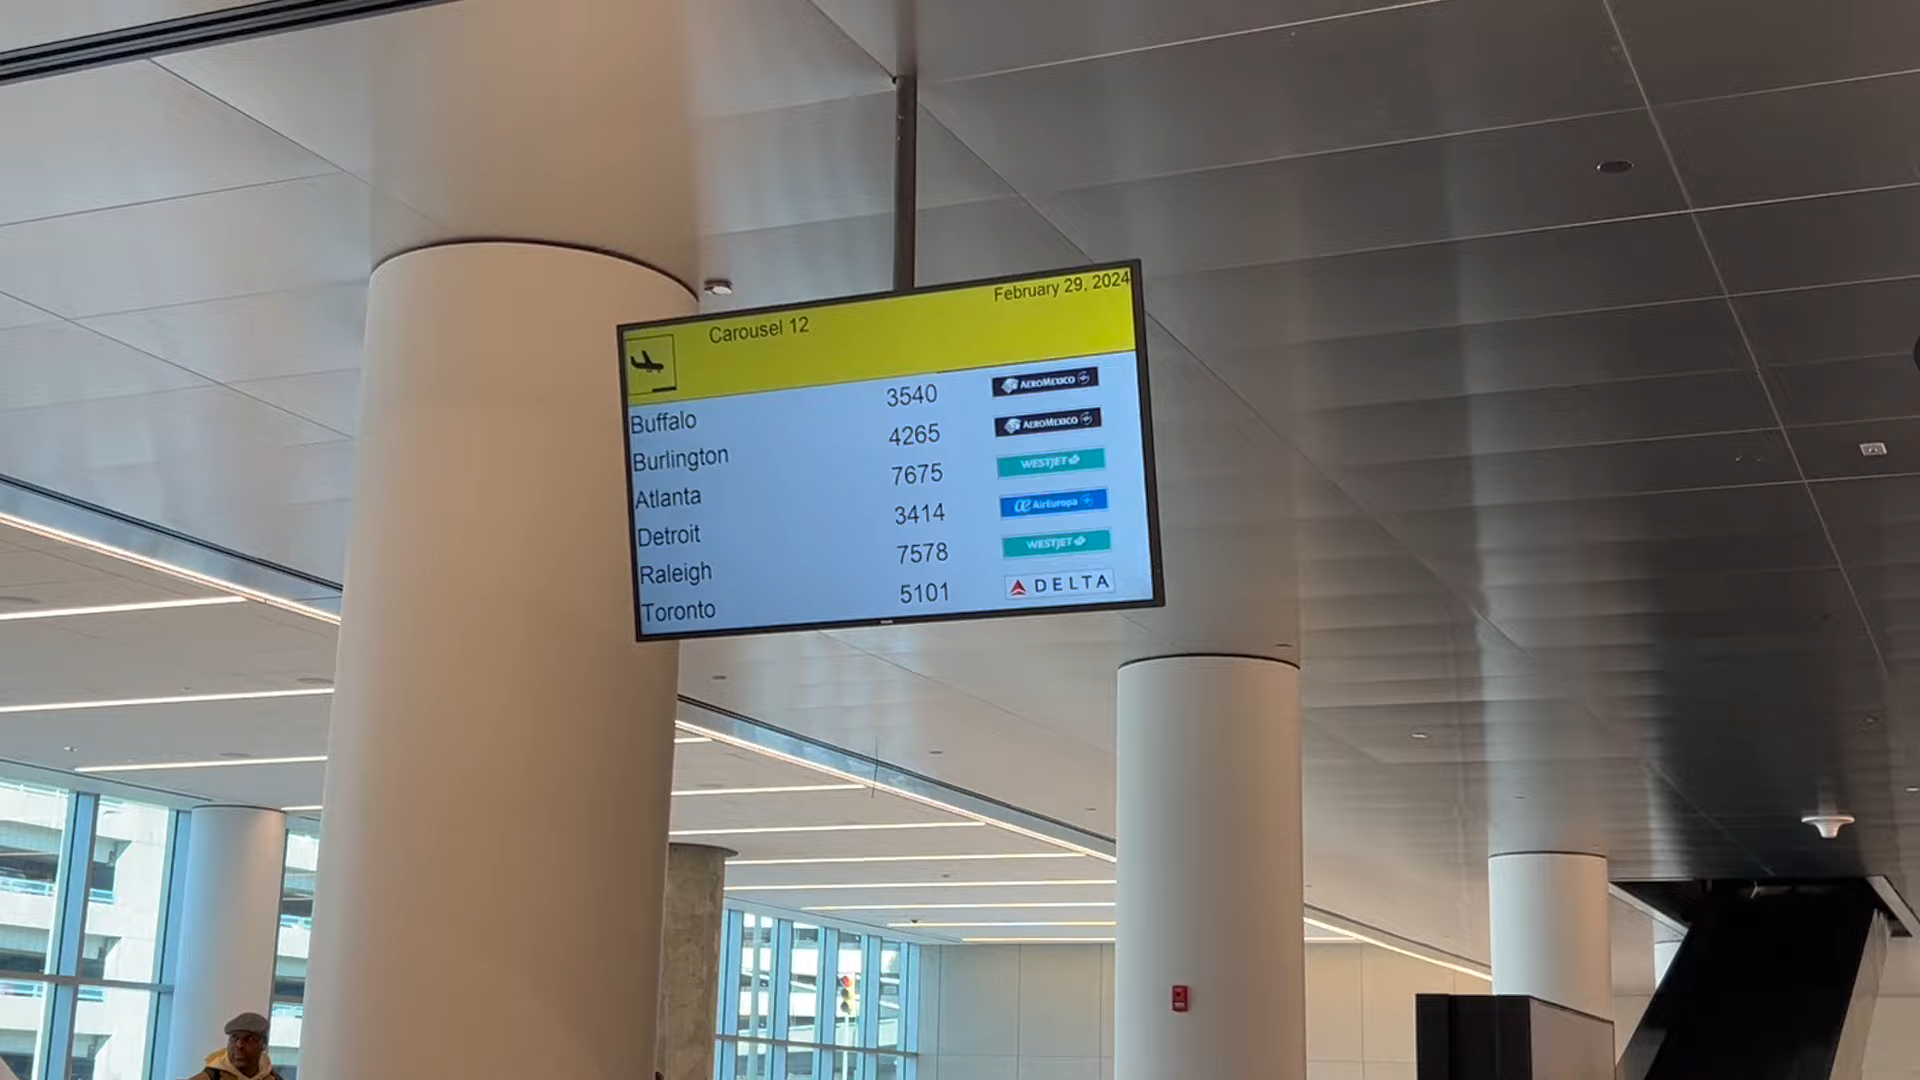 February 29, 2024
Carousel 12
Buffalo 3540 AEROMEXICO
Burlington 4265 AEROMEXICO
Atlanta 7675 WESTJET
Detroit 3414 AirEuropa
Raleigh 7578 WESTJET
Toronto 5101 DELTA